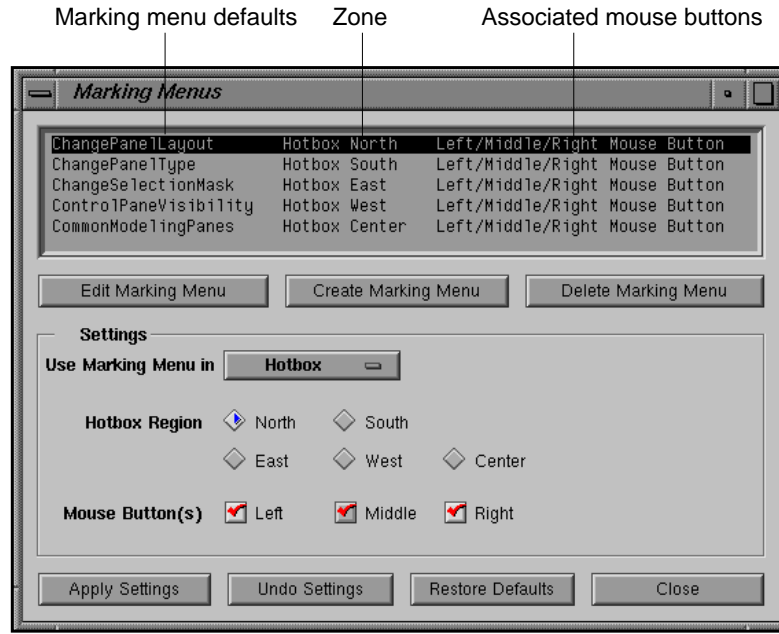 Marking menu defaults Zone Associated mouse buttons
Marking Menus
ChangePanelLayout Hotbox North Left/Middle/Right Mouse Button
ChangePanelType Hotbox South Left/Middle/Right Mouse Button
ChangeSelectionMask Hotbox East Left/Middle/Right Mouse Button
ControlPaneVisibility Hotbox West Left/Middle/Right Mouse Button
CommonModelingPanes Hotbox Center Left/Middle/Right Mouse Button
Edit Marking Menu Create Marking Menu Delete Marking Menu
Settings
Use Marking Menu in Hotbox
Hotbox Region North South
East West Center
Mouse Button(s) Left Middle Right
Apply Settings Undo Settings Restore Defaults Close